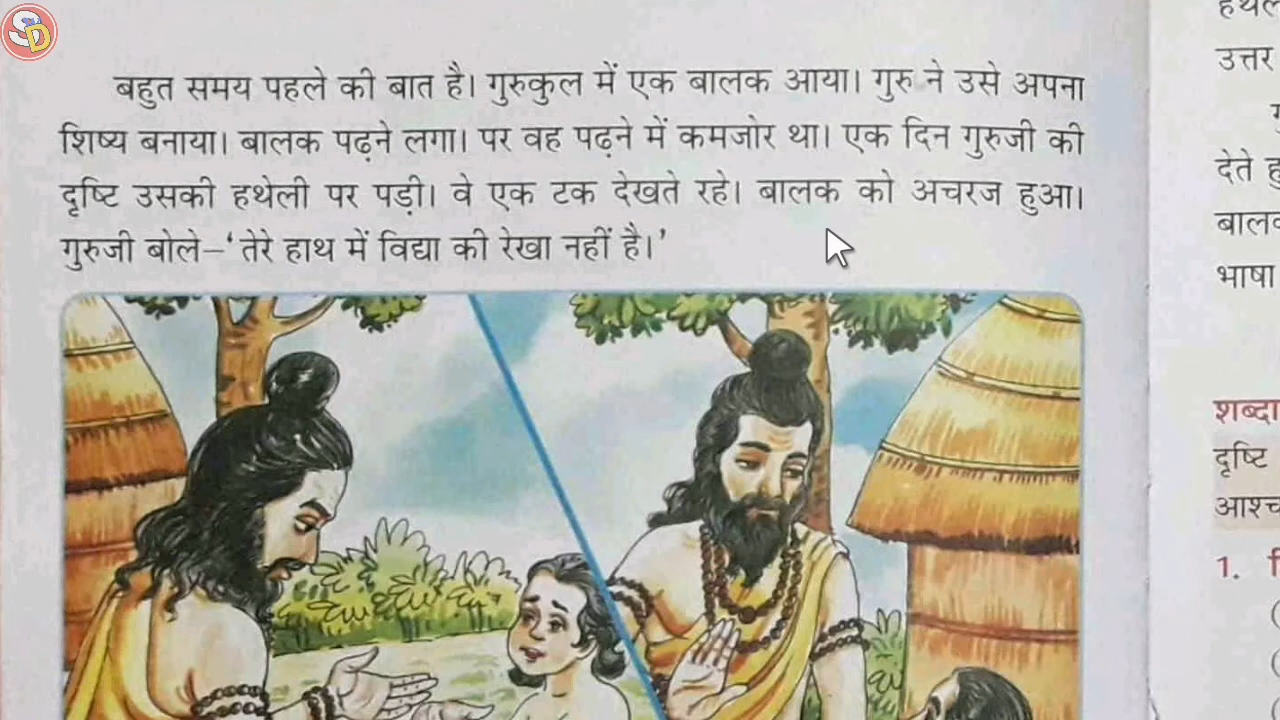 बहुत समय पहले की बात है। गुरुकुल में एक बालक आया। गुरु ने उसे अपना
शिष्य बनाया। बालक पढ़ने लगा। पर वह पढ़ने में कमजोर था। एक दिन गुरुजी की
दृष्टि उसकी हथेली पर पड़ी। वे एक टक देखते रहे। बालक को अचरज हुआ।
गुरुजी बोले–‘तेरे हाथ में विद्या की रेखा नहीं है।’
उत्तर
देते
भाषा
दृष्टि
1.